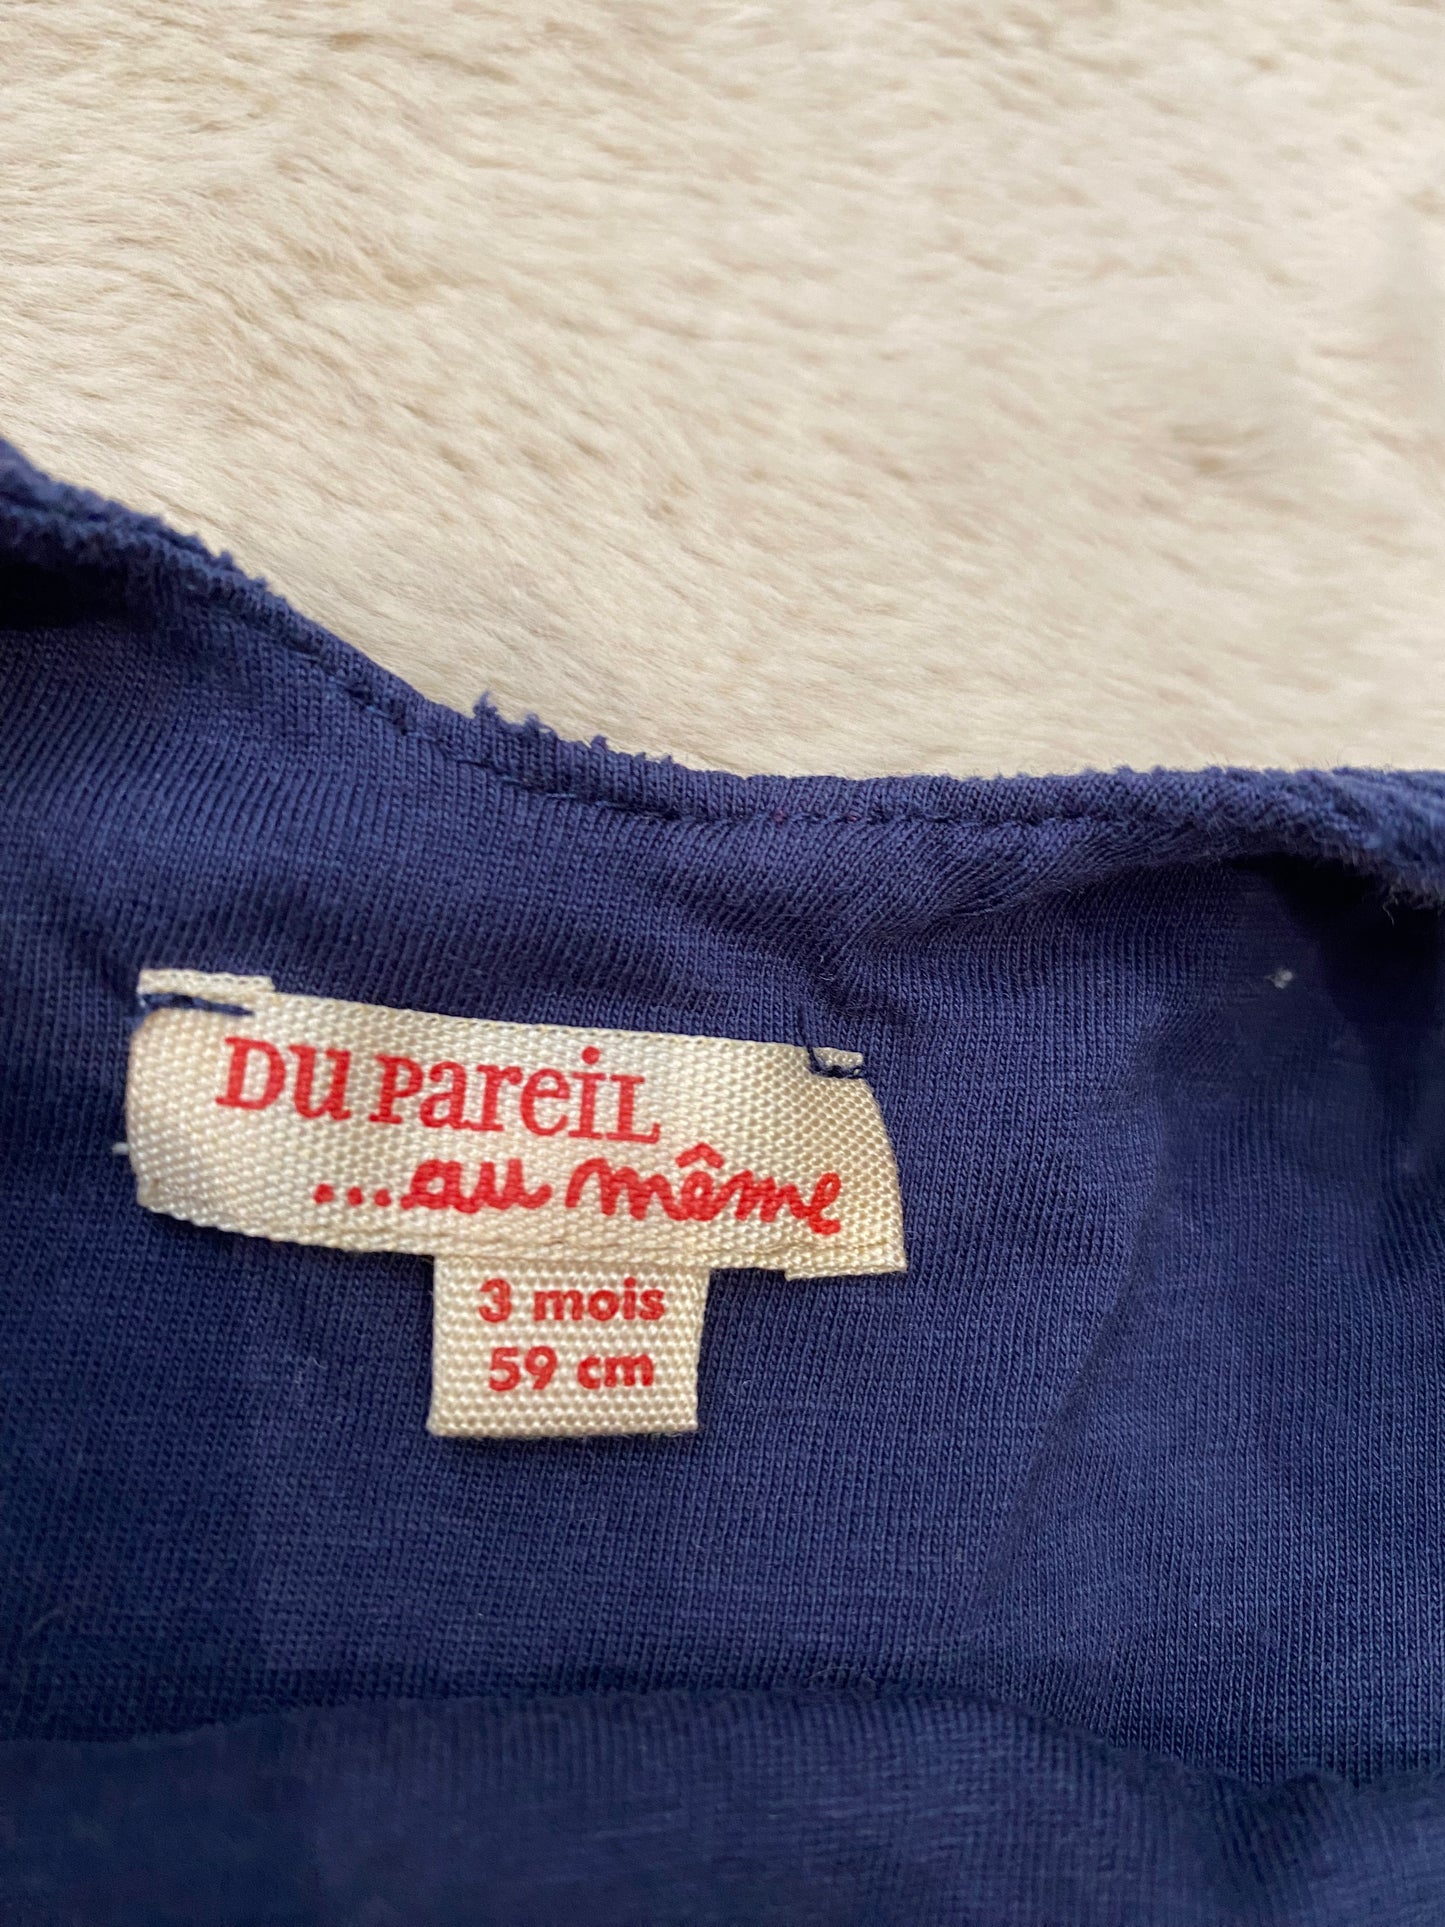 DU PareiL
...au même
3 mois
59 cm